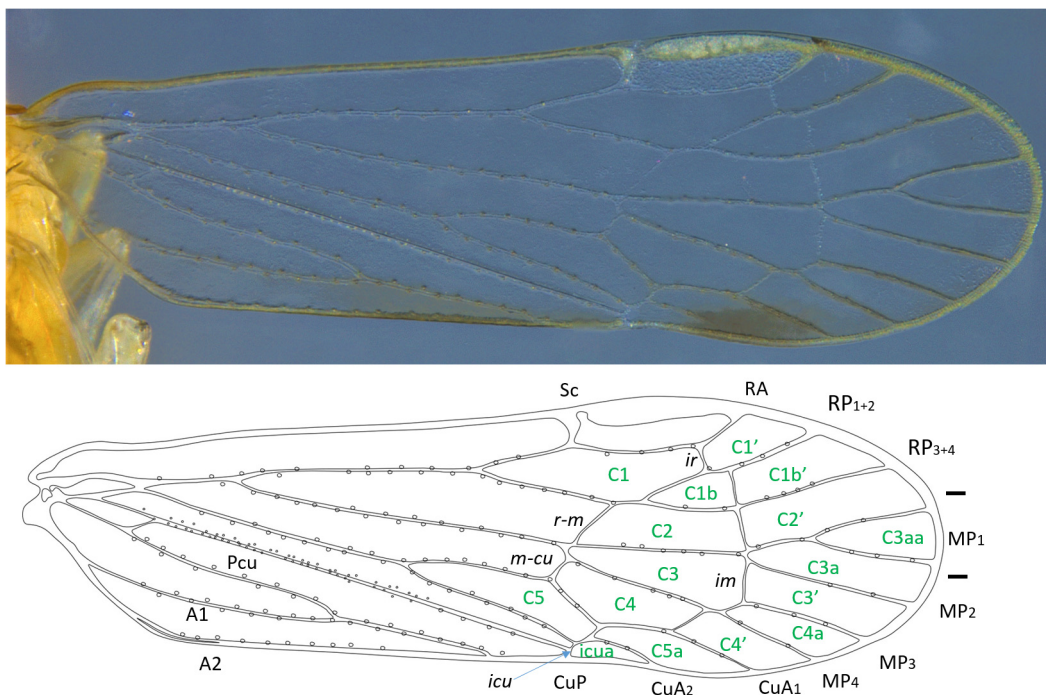 Sc
RA
RP1+2
RP3+4
C1'
ir
C1
C1b
C1b'
r-m
C2
C2'
C3aa
MP1
Pcu
m-cu
C3
im
C3a
C5
C4
C3'
MP2
A1
C4a
icua
C5a
C4'
A2
icu
CuP
CuA2
CuA1
MP4
MP3